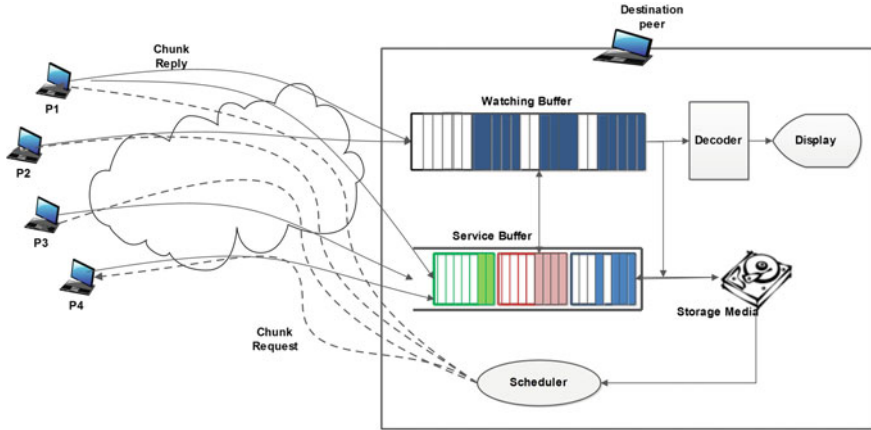 Destination
peer
Chunk
Reply
P1
Watching Buffer
Decoder
Display
P2
P3
Service Buffer
P4
Storage Media
Chunk
Request
Scheduler